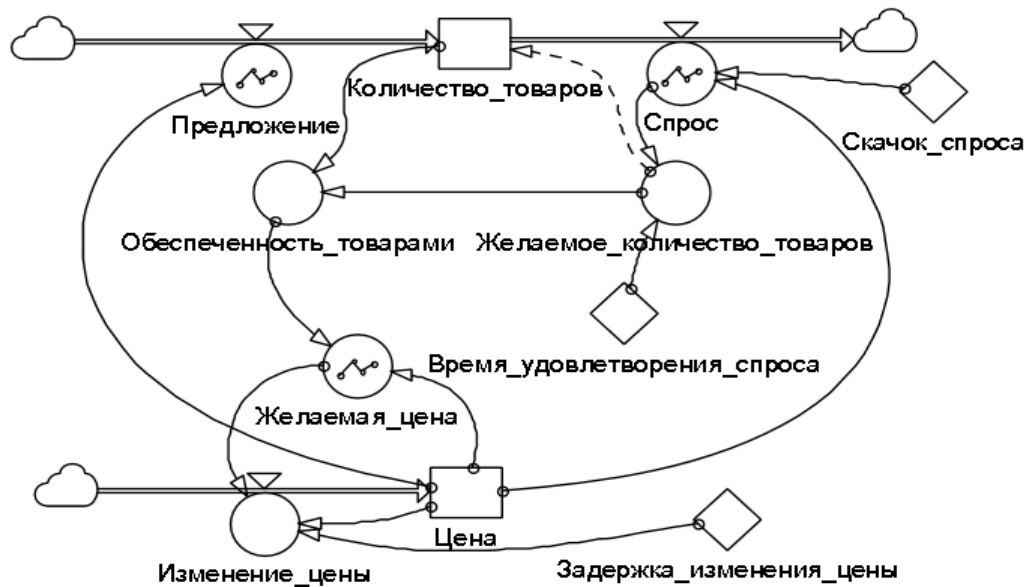 Количество_товаров
Предложение
Спрос
Скачок_спроса
Обеспеченность_товарами
Желаемое_количество_товаров
Время_удовлетворения_спроса
Желаемая_цена
Цена
Изменение_цены
Задержка_изменения_цены